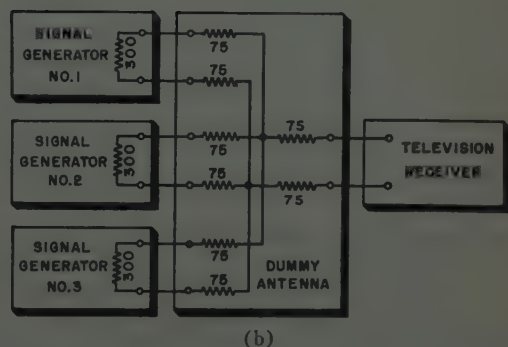 SIGNAL
GENERATOR
NO.1
300
75
75
SIGNAL
GENERATOR
NO.2
300
75
75
75
75
TELEVISION
RECEIVER
SIGNAL
GENERATOR
NO.3
300
75
75
DUMMY
ANTENNA
(b)